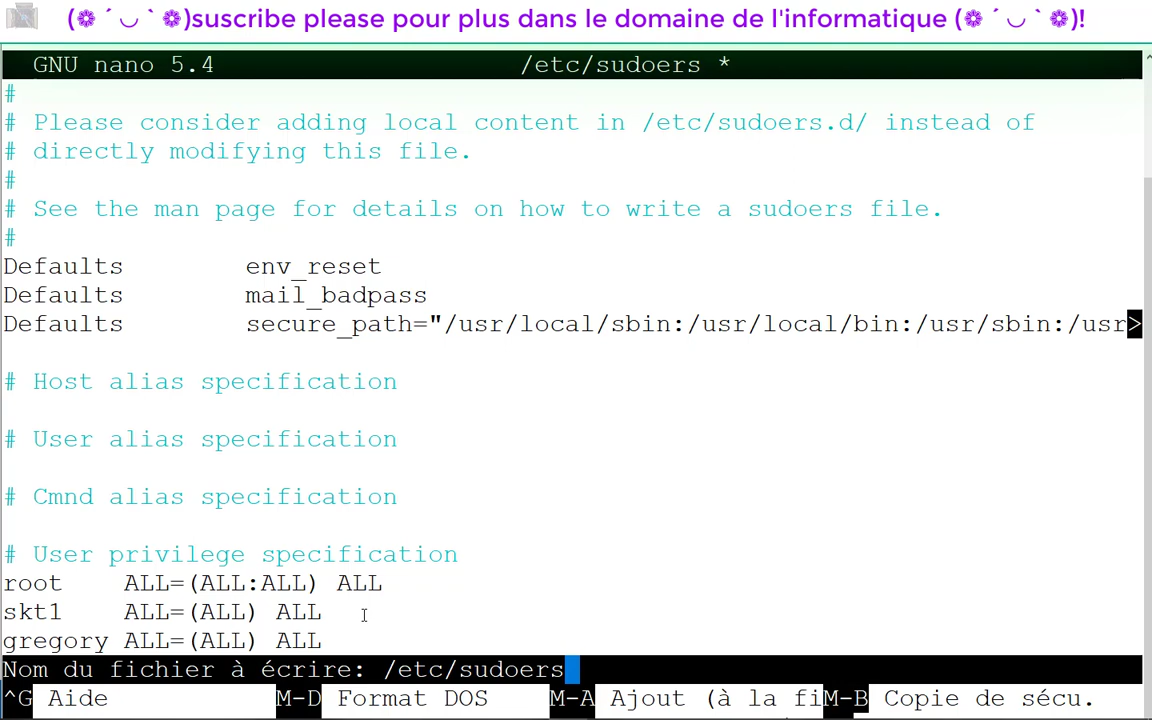 (❁´◡`❁)suscribe please pour plus dans le domaine de l'informatique (❁´◡`❁)!
GNU nano 5.4 /etc/sudoers *
#
# Please consider adding local content in /etc/sudoers.d/ instead of
# directly modifying this file.
#
# See the man page for details on how to write a sudoers file.
#
Defaults env_reset
Defaults mail_badpass
Defaults secure_path="/usr/local/sbin:/usr/local/bin:/usr/sbin:/usr>
# Host alias specification
# User alias specification
# Cmnd alias specification
# User privilege specification
root ALL=(ALL:ALL) ALL
skt1 ALL=(ALL) ALL
gregory ALL=(ALL) ALL
Nom du fichier à écrire: /etc/sudoers
^G Aide M-D Format DOS M-A Ajout (à la fiM-B Copie de sécu.